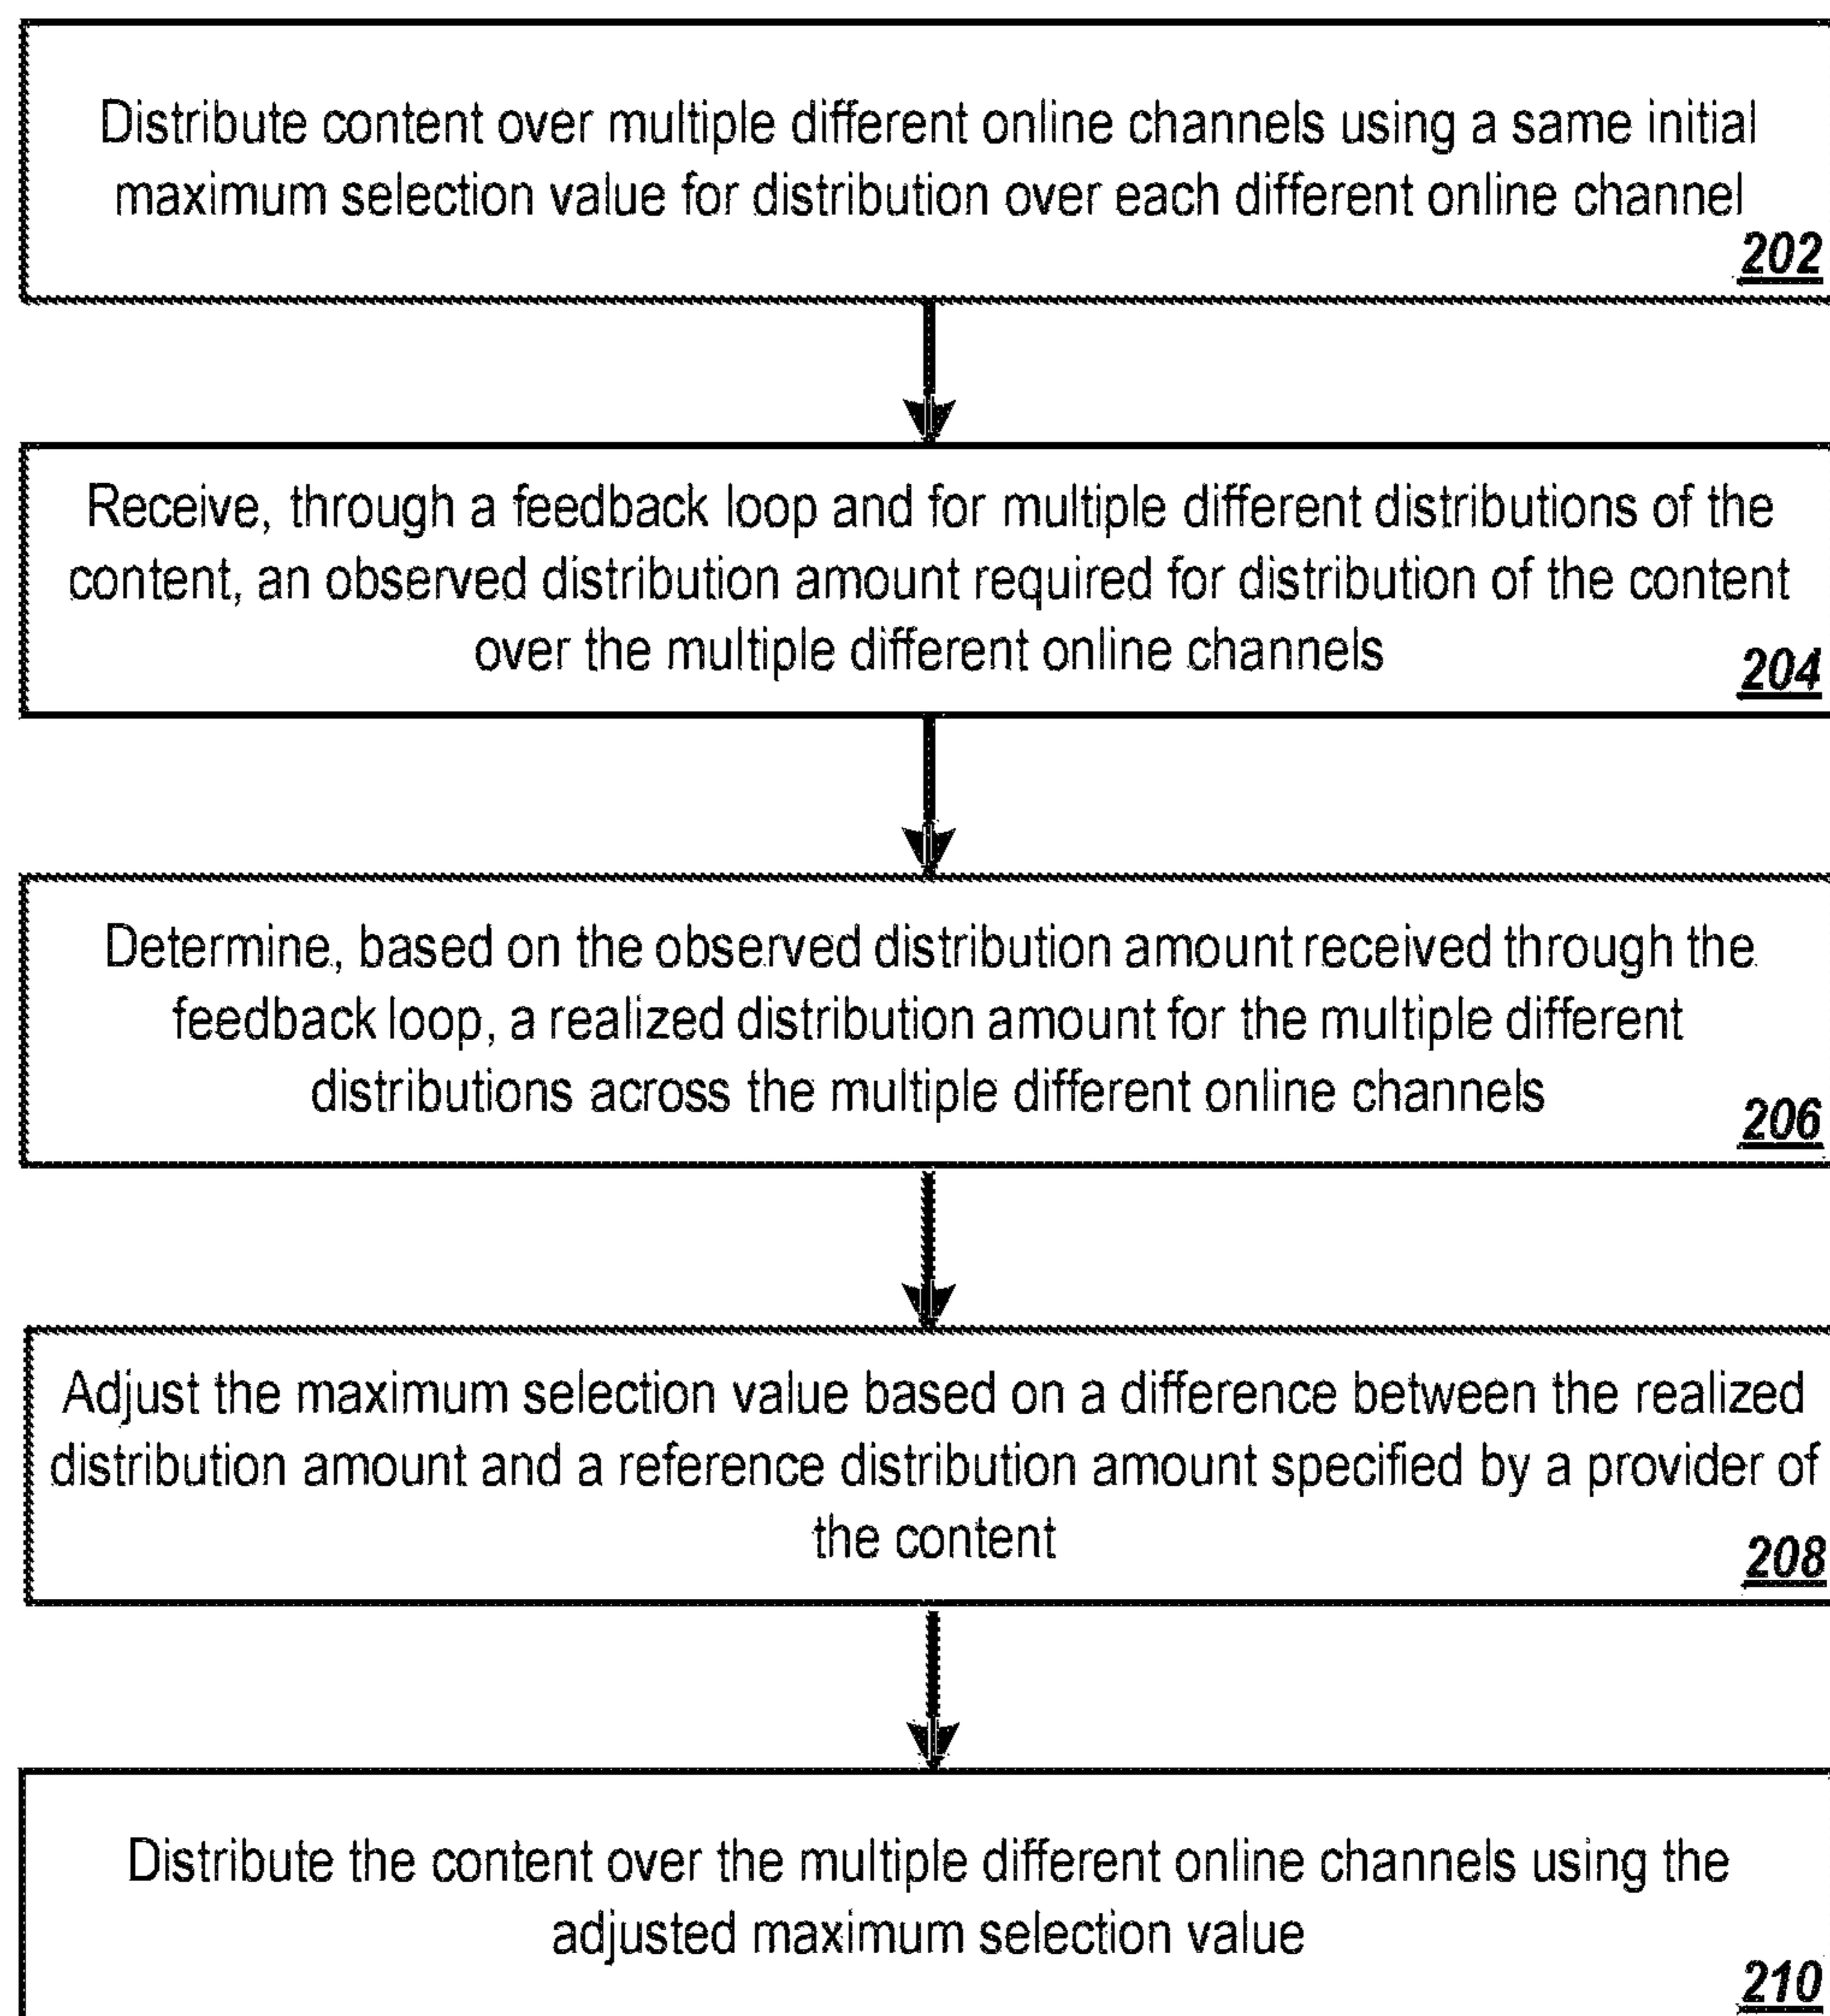 Distribute content over multiple different online channels using a same initial
maximum selection value for distribution over each different online channel
202
Receive, through a feedback loop and for multiple different distributions of the
content, an observed distribution amount required for distribution of the content
over the multiple different online channels
204
Determine, based on the observed distribution amount received through the
feedback loop, a realized distribution amount for the multiple different
distributions across the multiple different online channels
206
Adjust the maximum selection value based on a difference between the realized
distribution amount and a reference distribution amount specified by a provider of
the content
208
Distribute the content over the multiple different online channels using the
adjusted maximum selection value
210